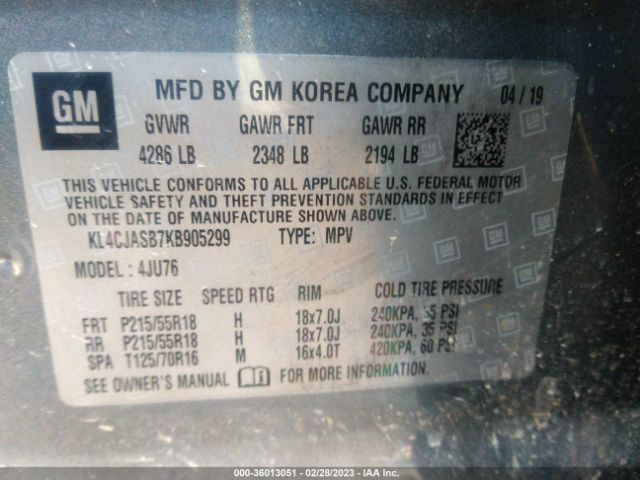 GM MFD BY GM KOREA COMPANY 04 / 19
GVWR GAWR FRT GAWR RR
4286 LB 2348 LB 2194 LB
THIS VEHICLE CONFORMS TO ALL APPLICABLE U.S. FEDERAL MOTOR
VEHICLE SAFETY AND THEFT PREVENTION STANDARDS IN EFFECT
ON THE DATE OF MANUFACTURE SHOWN ABOVE.
KL4CJASB7KB905299 TYPE: MPV
MODEL : 4JU76
TIRE SIZE SPEED RTG RIM COLD TIRE PRESSURE
FRT P215/55R18 H 18x7.0J 240KPA, 35 PSI
RR P215/55R18 H 18x7.0J 240KPA, 35 PSI
SPA T125/70R16 M 16x4.0T 420KPA, 60 PSI
SEE OWNER'S MANUAL FOR MORE INFORMATION.
000-36013051 - 02/28/2023 - IAA Inc.